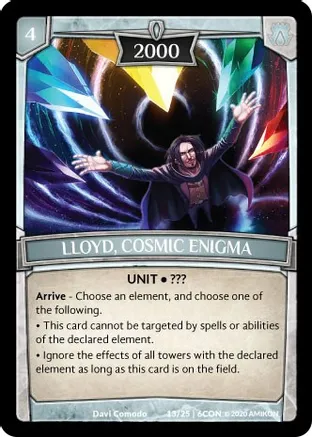 4
2000
LLOYD, COSMIC ENIGMA
UNIT • ???
Arrive - Choose an element, and choose one of
the following.
• This card cannot be targeted by spells or abilities
of the declared element.
• Ignore the effects of all towers with the declared
element as long as this card is on the field.
Davi Comodo 13/25 | 6CON © 2020 AMIKON